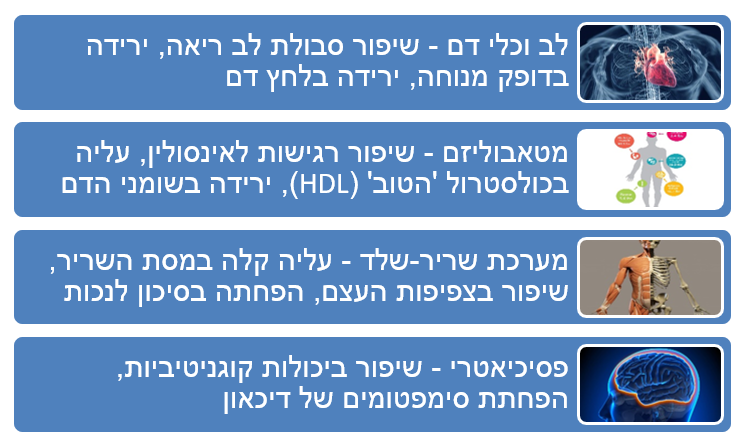 לב וכלי דם - שיפור סבולת לב ריאה, ירידה
בדופק מנוחה, ירידה בלחץ דם
מטאבוליזם - שיפור רגישות לאינסולין, עליה
בכולסטרול 'הטוב' (HDL), ירידה בשומני הדם
מערכת שריר-שלד - עליה קלה במסת השריר,
שיפור בצפיפות העצם, הפחתה בסיכון לנכות
פסיכיאטרי - שיפור ביכולות קוגניטיביות,
הפחתת סימפטומים של דיכאון